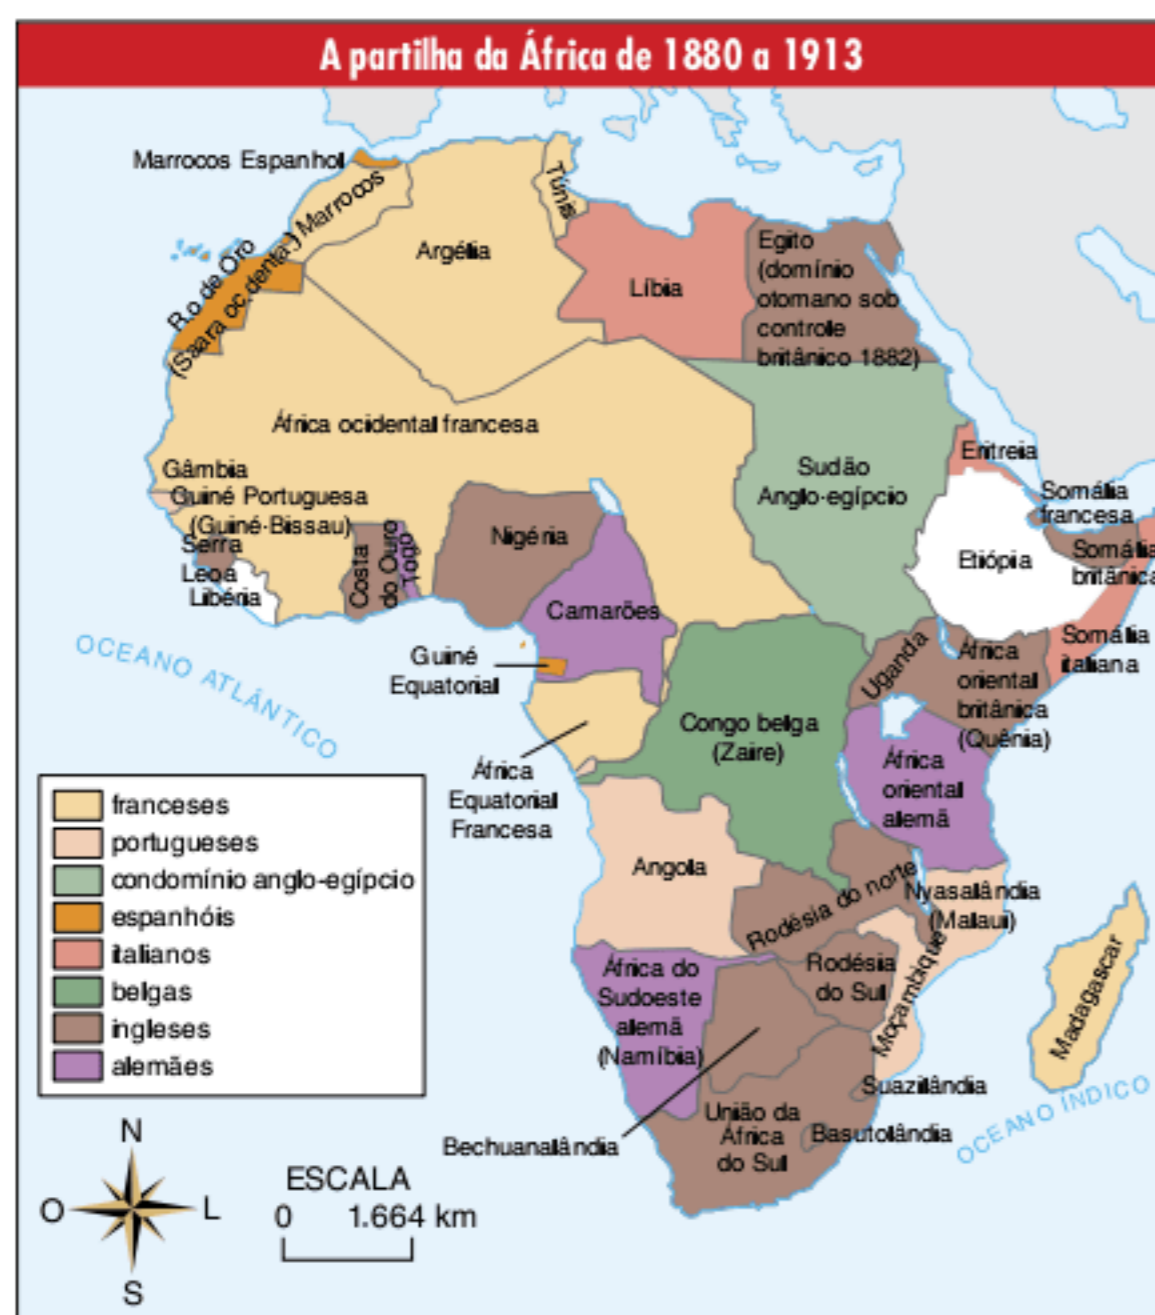 A partilha da África de 1880 a 1913
Marrocos Espanhol
Marrocos
Túnis
Argélia
Rio de Oro
(Saara ocidental)
Líbia
Egito
(domínio
otomano sob
controle
britânico 1882)
África ocidental francesa
Gâmbia
Guiné Portuguesa
(Guiné-Bissau)
Serra
Leoa
Libéria
Costa
do Ouro
Togo
Nigéria
Camarões
Sudão
Anglo-egípcio
Eritreia
Somália
francesa
Etiópia
Somália
britânica
Somália
italiana
OCEANO ATLÁNTICO
Guiné
Equatorial
Uganda
África
oriental
britânica
(Quênia)
Congo belga
(Zaire)
África
Equatorial
Francesa
África
oriental
alemã
franceses
portugueses
condomínio anglo-egípcio
espanhóis
italianos
belgas
ingleses
alemães
Angola
Rodésia do norte
Nyasalândia
(Malaui)
África do
Sudoeste
alemã
(Namíbia)
Rodésia
do Sul
Moçambique
Madagascar
Suazilândia
União da
África
do Sul
Basutolândia
Bechuanalândia
OCEANO ÍNDICO
N
O
L
S
ESCALA
0 1.664 km